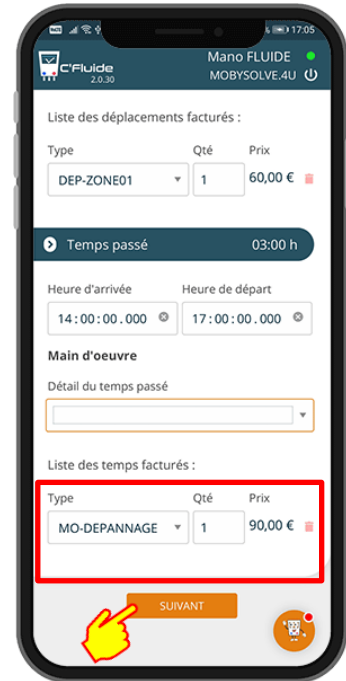 17:05
C'Fluide
2.0.30
Mano FLUIDE
MOBYSOLVE.4U
Liste des déplacements facturés :
Type Qté Prix
DEP-ZONE01 1 60,00 €
Temps passé 03:00 h
Heure d'arrivée Heure de départ
14:00:00.000 17:00:00.000
Main d'oeuvre
Détail du temps passé
Liste des temps facturés :
Type Qté Prix
MO-DEPANNAGE 1 90,00 €
SUIVANT